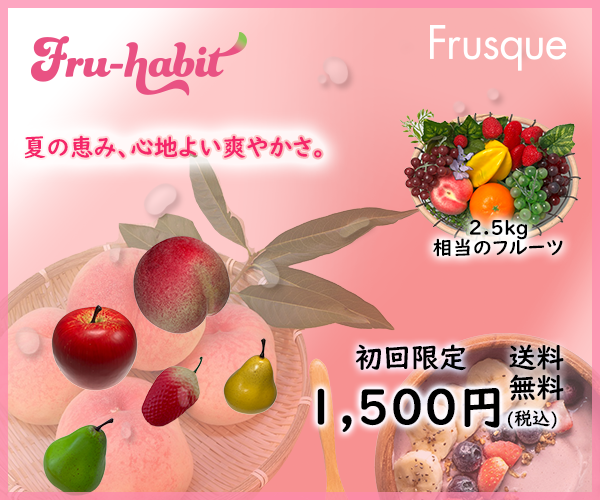 Fru-habit
Frusque
夏の恵み、心地よい爽やかさ。
2.5kg
相当のフルーツ
初回限定
送料
無料
1,500円
(税込)